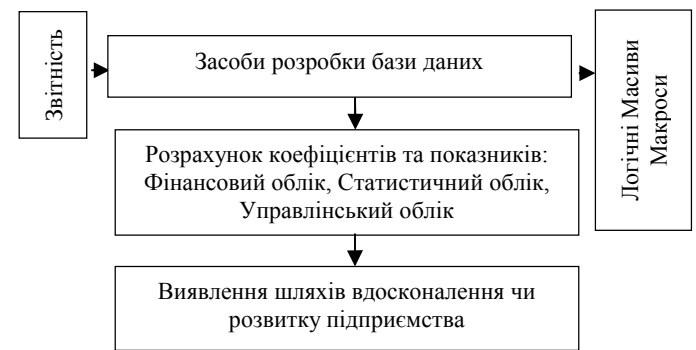 Звітність
Засоби розробки бази даних
Логічні Масиви
Макроси
Розрахунок коефіцієнтів та показників:
Фінансовий облік, Статистичний облік,
Управлінський облік
Виявлення шляхів вдосконалення чи
розвитку підприємства